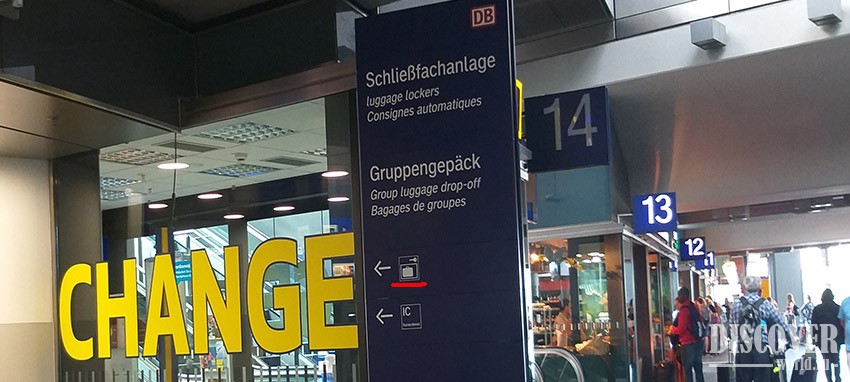 DB
Schließfachanlage
luggage lockers
Consignes automatiques
Gruppengepäck
Group luggage drop-off
Bagages de groupes
IC
CHANGE
14
13
12
11
DISCOVER